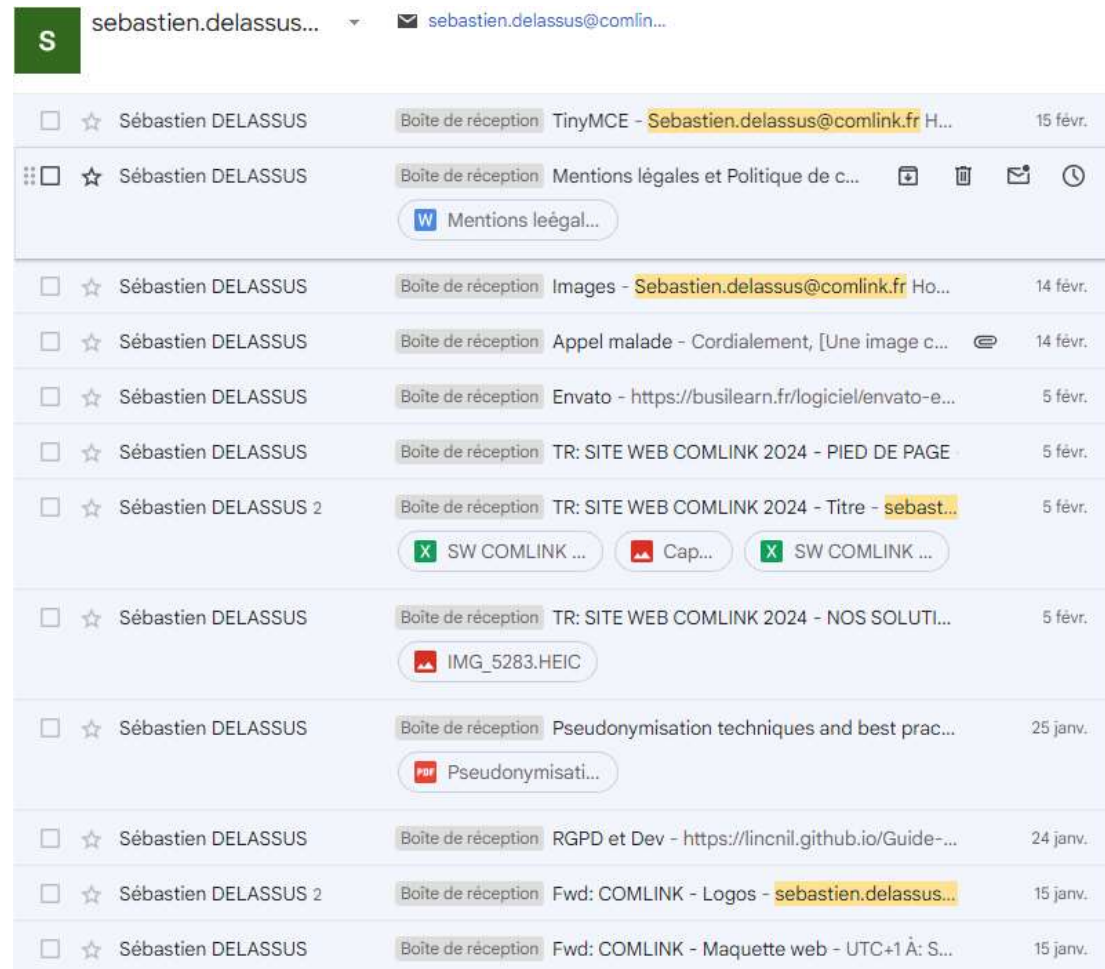 S
sebastien.delassus... sebastien.delassus@comlin...
Sébastien DELASSUS Boîte de réception TinyMCE - Sebastien.delassus@comlink.fr H... 15 févr.
Sébastien DELASSUS Boîte de réception Mentions légales et Politique de c...
W Mentions leégal...
Sébastien DELASSUS Boîte de réception Images - Sebastien.delassus@comlink.fr Ho... 14 févr.
Sébastien DELASSUS Boîte de réception Appel malade - Cordialement, [Une image c... 14 févr.
Sébastien DELASSUS Boîte de réception Envato - https://busilearn.fr/logiciel/envato-e... 5 févr.
Sébastien DELASSUS Boîte de réception TR: SITE WEB COMLINK 2024 - PIED DE PAGE 5 févr.
Sébastien DELASSUS 2 Boîte de réception TR: SITE WEB COMLINK 2024 - Titre - sebast... 5 févr.
X SW COMLINK ... Cap... X SW COMLINK ...
Sébastien DELASSUS Boîte de réception TR: SITE WEB COMLINK 2024 - NOS SOLUTI... 5 févr.
IMG_5283.HEIC
Sébastien DELASSUS Boîte de réception Pseudonymisation techniques and best prac... 25 janv.
PDF Pseudonymisati...
Sébastien DELASSUS Boîte de réception RGPD et Dev - https://lincnil.github.io/Guide-... 24 janv.
Sébastien DELASSUS 2 Boîte de réception Fwd: COMLINK - Logos - sebastien.delassus... 15 janv.
Sébastien DELASSUS Boîte de réception Fwd: COMLINK - Maquette web - UTC+1 À: S... 15 janv.